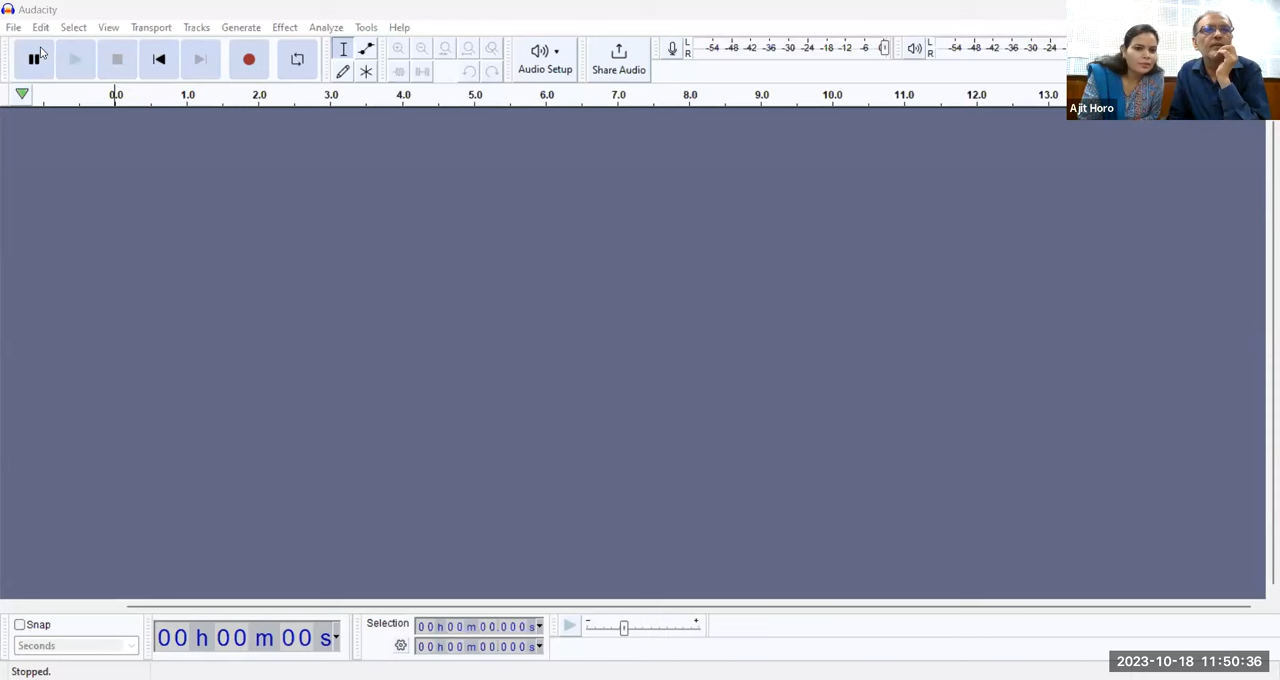 Audacity
File Edit Select View Transport Tracks Generate Effect Analyze Tools Help
Audio Setup
Share Audio
L
R
-54 -48 -42 -36 -30 -24 -18 -12 -6
L
R
-54 -48 -42 -36 -30 -24
0.0 1.0 2.0 3.0 4.0 5.0 6.0 7.0 8.0 9.0 10.0 11.0 12.0 13.0
Ajit Horo
Snap
Seconds
00 h 00 m 00 s
Selection
00 h 00 m 00.000 s
00 h 00 m 00.000 s
- +
2023-10-18 11:50:36
Stopped.